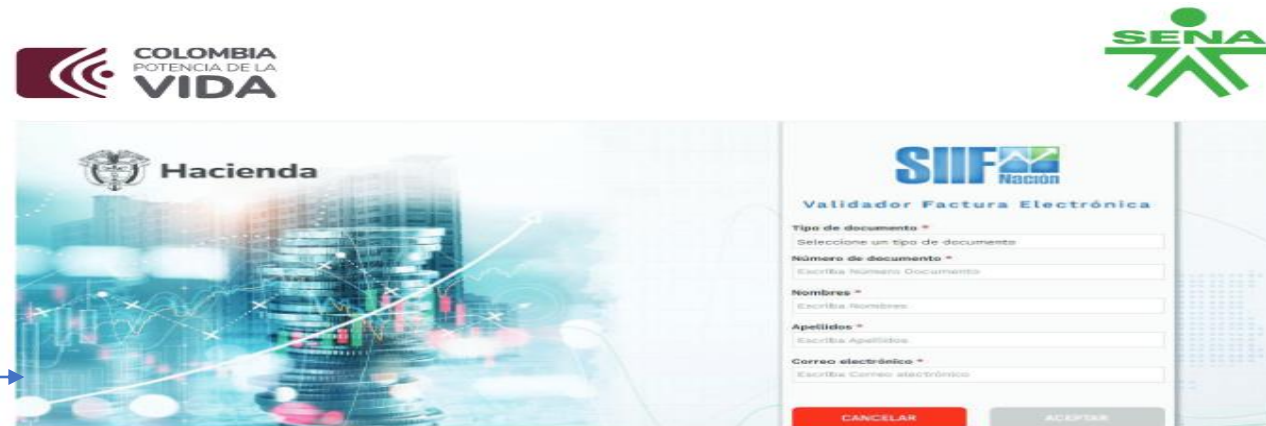 COLOMBIA
POTENCIA DE LA
VIDA
SENA
Hacienda
SIIF
Nación
Validador Factura Electrónica
Tipo de documento *
Seleccione un tipo de documento
Número de documento *
Escriba Número Documento
Nombres *
Escriba Nombres
Apellidos *
Escriba Apellidos
Correo electrónico *
Escriba Correo electrónico
CANCELAR
ACEPTAR